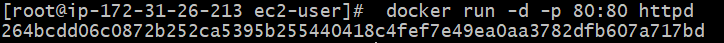 [root@ip-172-31-26-213 ec2-user]#  docker run -d -p 80:80 httpd
264bcdd06c0872b252ca5395b255440418c4fef7e49ea0aa3782dfb607a717bd